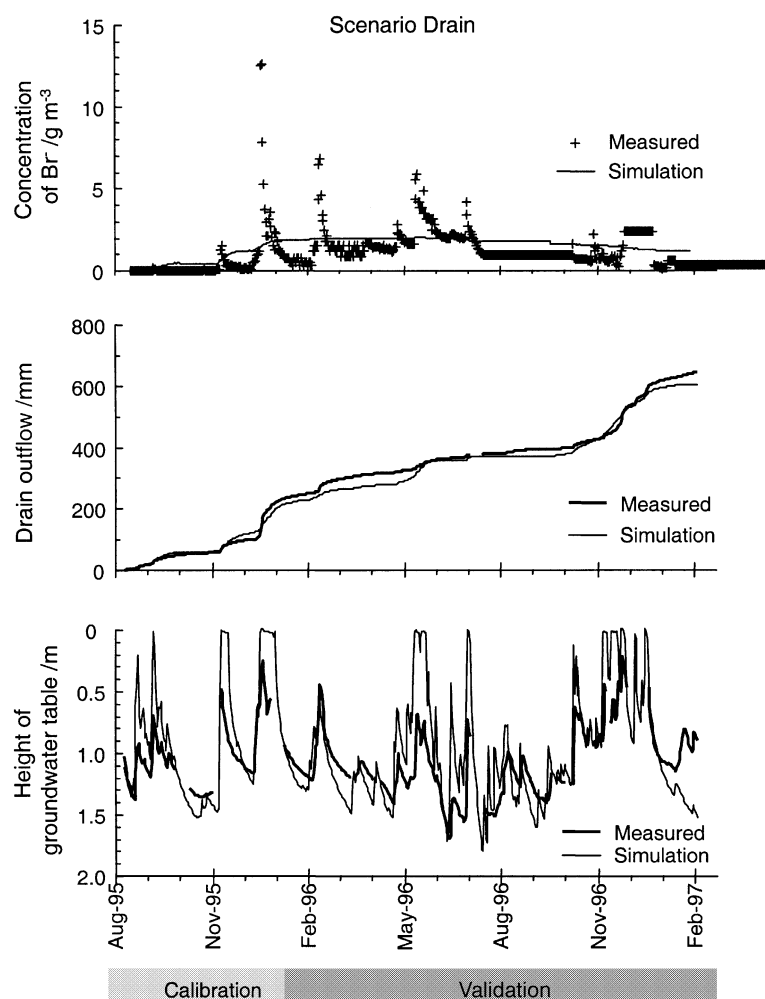 Scenario Drain
Concentration
of Br⁻ /g m⁻³
15
10
5
0
Measured
Simulation
Drain outflow /mm
800
600
400
200
0
Measured
Simulation
Height of
groundwater table /m
0
0.5
1.0
1.5
2.0
Measured
Simulation
Aug-95
Nov-95
Feb-96
May-96
Aug-96
Nov-96
Feb-97
Calibration
Validation